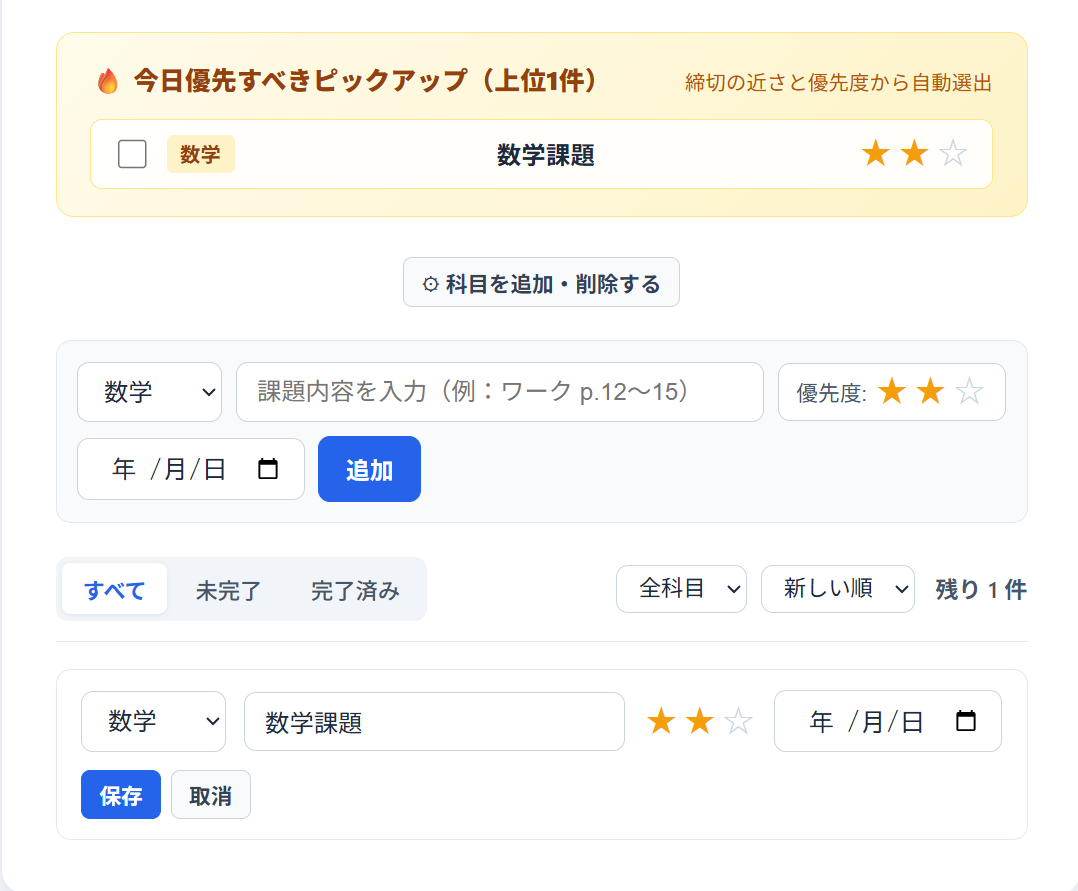 🔥 今日優先すべきピックアップ（上位1件） 締切の近さと優先度から自動選出
数学 数学課題 ★ ★ ☆
⚙ 科目を追加・削除する
数学 課題内容を入力（例：ワーク p.12～15） 優先度: ★ ★ ☆
年 /月/日 追加
すべて 未完了 完了済み 全科目 新しい順 残り 1 件
数学 数学課題 ★ ★ ☆ 年 /月/日
保存 取消